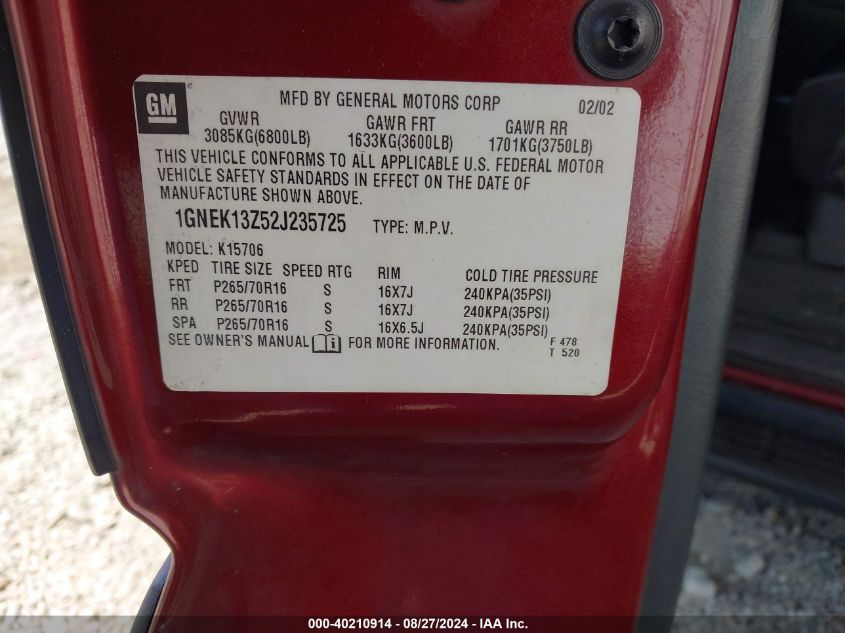 GM
MFD BY GENERAL MOTORS CORP 02/02
GVWR GAWR FRT GAWR RR
3085KG(6800LB) 1633KG(3600LB) 1701KG(3750LB)
THIS VEHICLE CONFORMS TO ALL APPLICABLE U.S. FEDERAL MOTOR
VEHICLE SAFETY STANDARDS IN EFFECT ON THE DATE OF
MANUFACTURE SHOWN ABOVE.
1GNEK13Z52J235725 TYPE: M.P.V.
MODEL: K15706
KPED TIRE SIZE SPEED RTG RIM COLD TIRE PRESSURE
FRT P265/70R16 S 16X7J 240KPA(35PSI)
RR P265/70R16 S 16X7J 240KPA(35PSI)
SPA P265/70R16 S 16X6.5J 240KPA(35PSI)
SEE OWNER'S MANUAL FOR MORE INFORMATION.
F 478
T 520
000-40210914 - 08/27/2024 - IAA Inc.